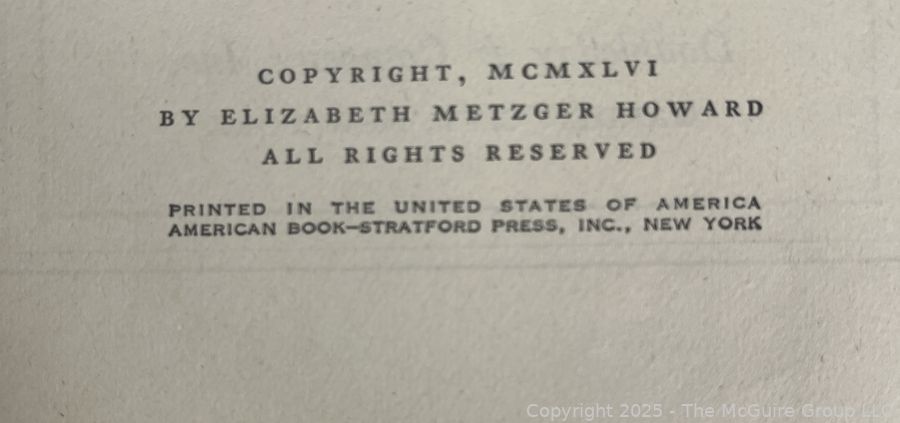 COPYRIGHT, MCMXLVI
BY ELIZABETH METZGER HOWARD
ALL RIGHTS RESERVED
PRINTED IN THE UNITED STATES OF AMERICA
AMERICAN BOOK–STRATFORD PRESS, INC., NEW YORK
Copyright 2025 - The McGuire Group LLC